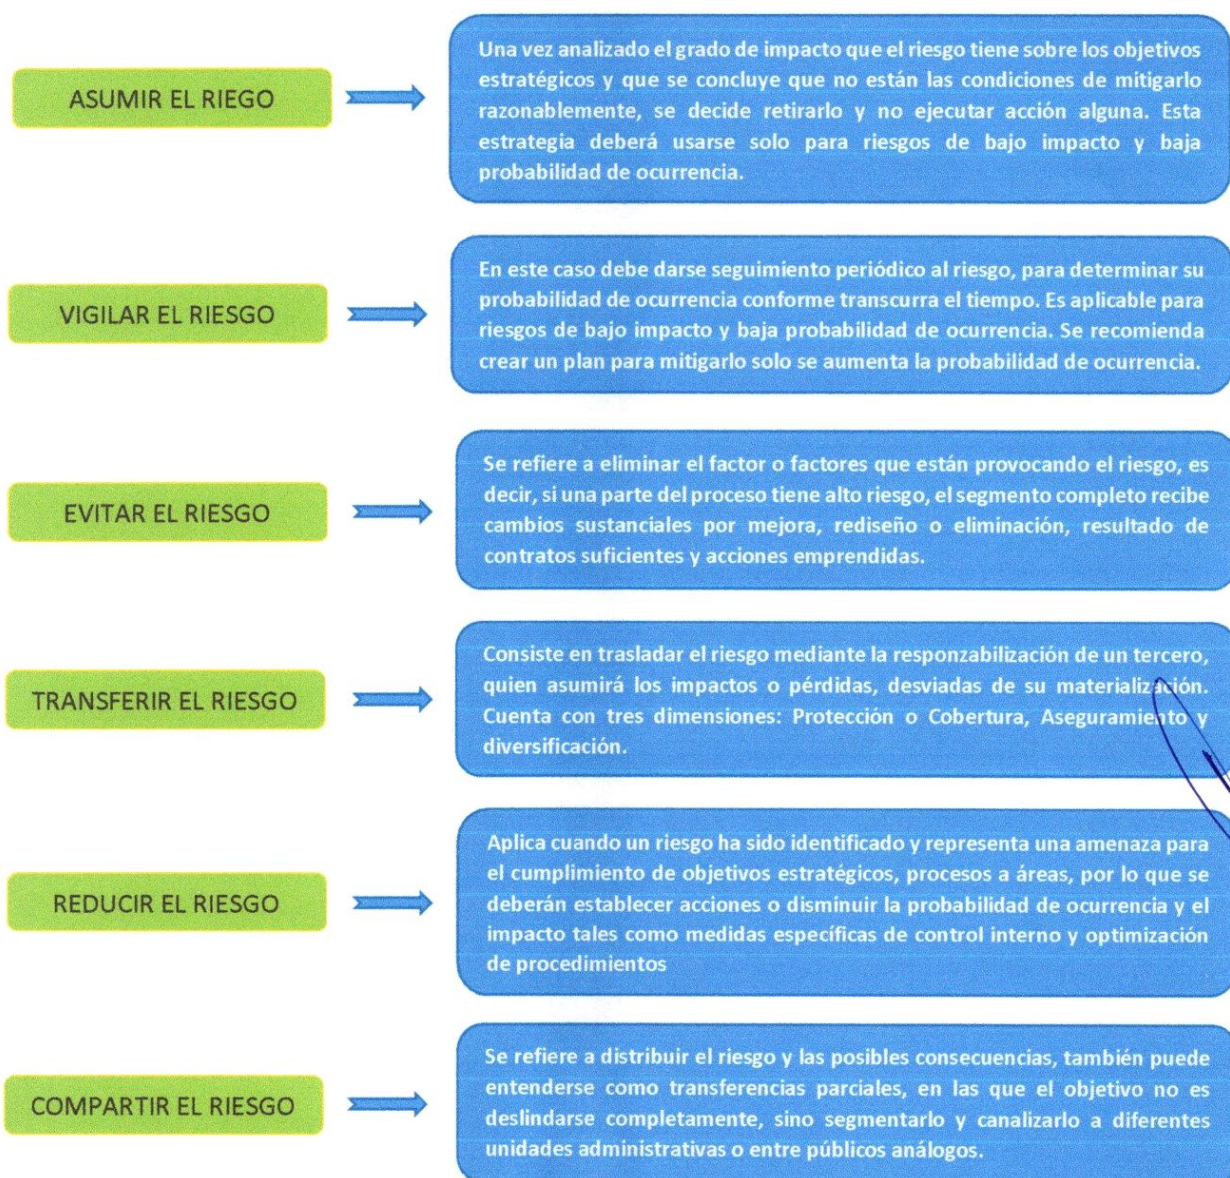 ASUMIR EL RIEGO
Una vez analizado el grado de impacto que el riesgo tiene sobre los objetivos
estratégicos y que se concluye que no están las condiciones de mitigarlo
razonablemente, se decide retirarlo y no ejecutar acción alguna. Esta
estrategia deberá usarse solo para riesgos de bajo impacto y baja
probabilidad de ocurrencia.
VIGILAR EL RIESGO
En este caso debe darse seguimiento periódico al riesgo, para determinar su
probabilidad de ocurrencia conforme transcurra el tiempo. Es aplicable para
riesgos de bajo impacto y baja probabilidad de ocurrencia. Se recomienda
crear un plan para mitigarlo solo se aumenta la probabilidad de ocurrencia.
EVITAR EL RIESGO
Se refiere a eliminar el factor o factores que están provocando el riesgo, es
decir, si una parte del proceso tiene alto riesgo, el segmento completo recibe
cambios sustanciales por mejora, rediseño o eliminación, resultado de
contratos suficientes y acciones emprendidas.
TRANSFERIR EL RIESGO
Consiste en trasladar el riesgo mediante la responzabilización de un tercero,
quien asumirá los impactos o pérdidas, desviadas de su materialización.
Cuenta con tres dimensiones: Protección o Cobertura, Aseguramiento y
diversificación.
REDUCIR EL RIESGO
Aplica cuando un riesgo ha sido identificado y representa una amenaza para
el cumplimiento de objetivos estratégicos, procesos a áreas, por lo que se
deberán establecer acciones o disminuir la probabilidad de ocurrencia y el
impacto tales como medidas específicas de control interno y optimización
de procedimientos
COMPARTIR EL RIESGO
Se refiere a distribuir el riesgo y las posibles consecuencias, también puede
entenderse como transferencias parciales, en las que el objetivo no es
deslindarse completamente, sino segmentarlo y canalizarlo a diferentes
unidades administrativas o entre públicos análogos.